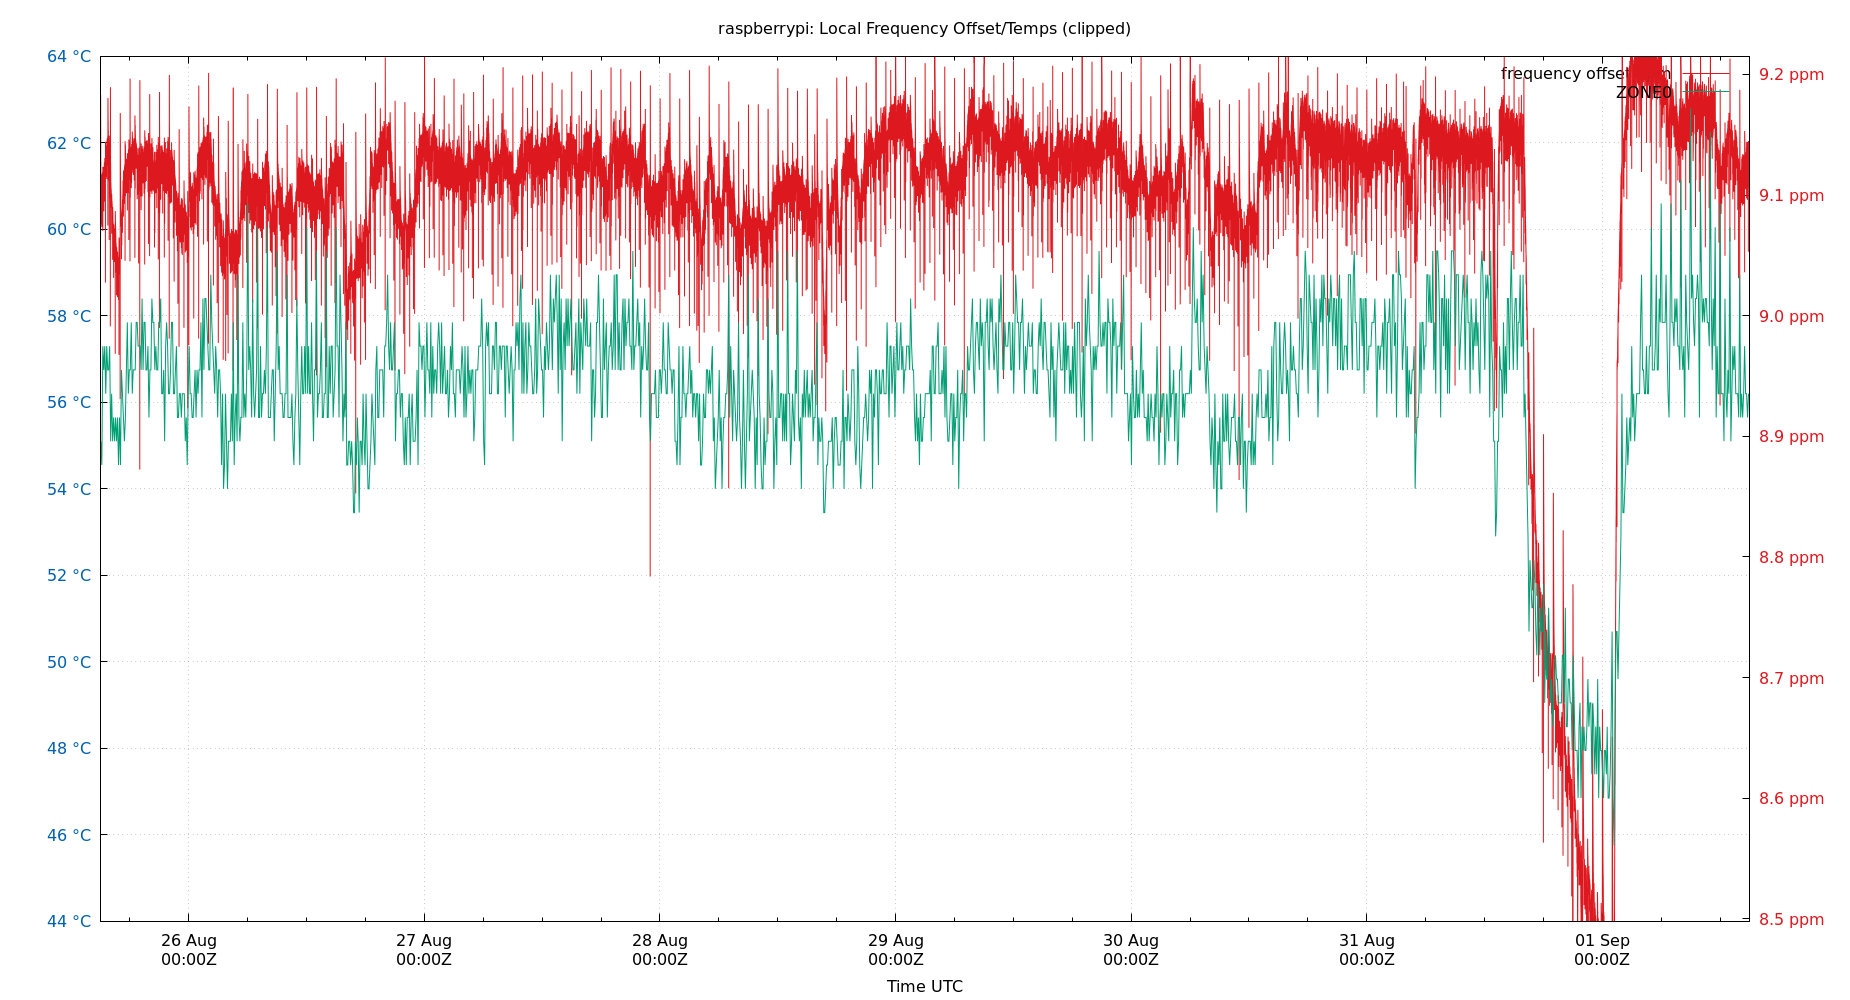 raspberrypi: Local Frequency Offset/Temps (clipped)
64 °C
62 °C
60 °C
58 °C
56 °C
54 °C
52 °C
50 °C
48 °C
46 °C
44 °C
frequency offset
ZONE0
9.2 ppm
9.1 ppm
9.0 ppm
8.9 ppm
8.8 ppm
8.7 ppm
8.6 ppm
8.5 ppm
26 Aug
00:00Z
27 Aug
00:00Z
28 Aug
00:00Z
29 Aug
00:00Z
30 Aug
00:00Z
31 Aug
00:00Z
01 Sep
00:00Z
Time UTC